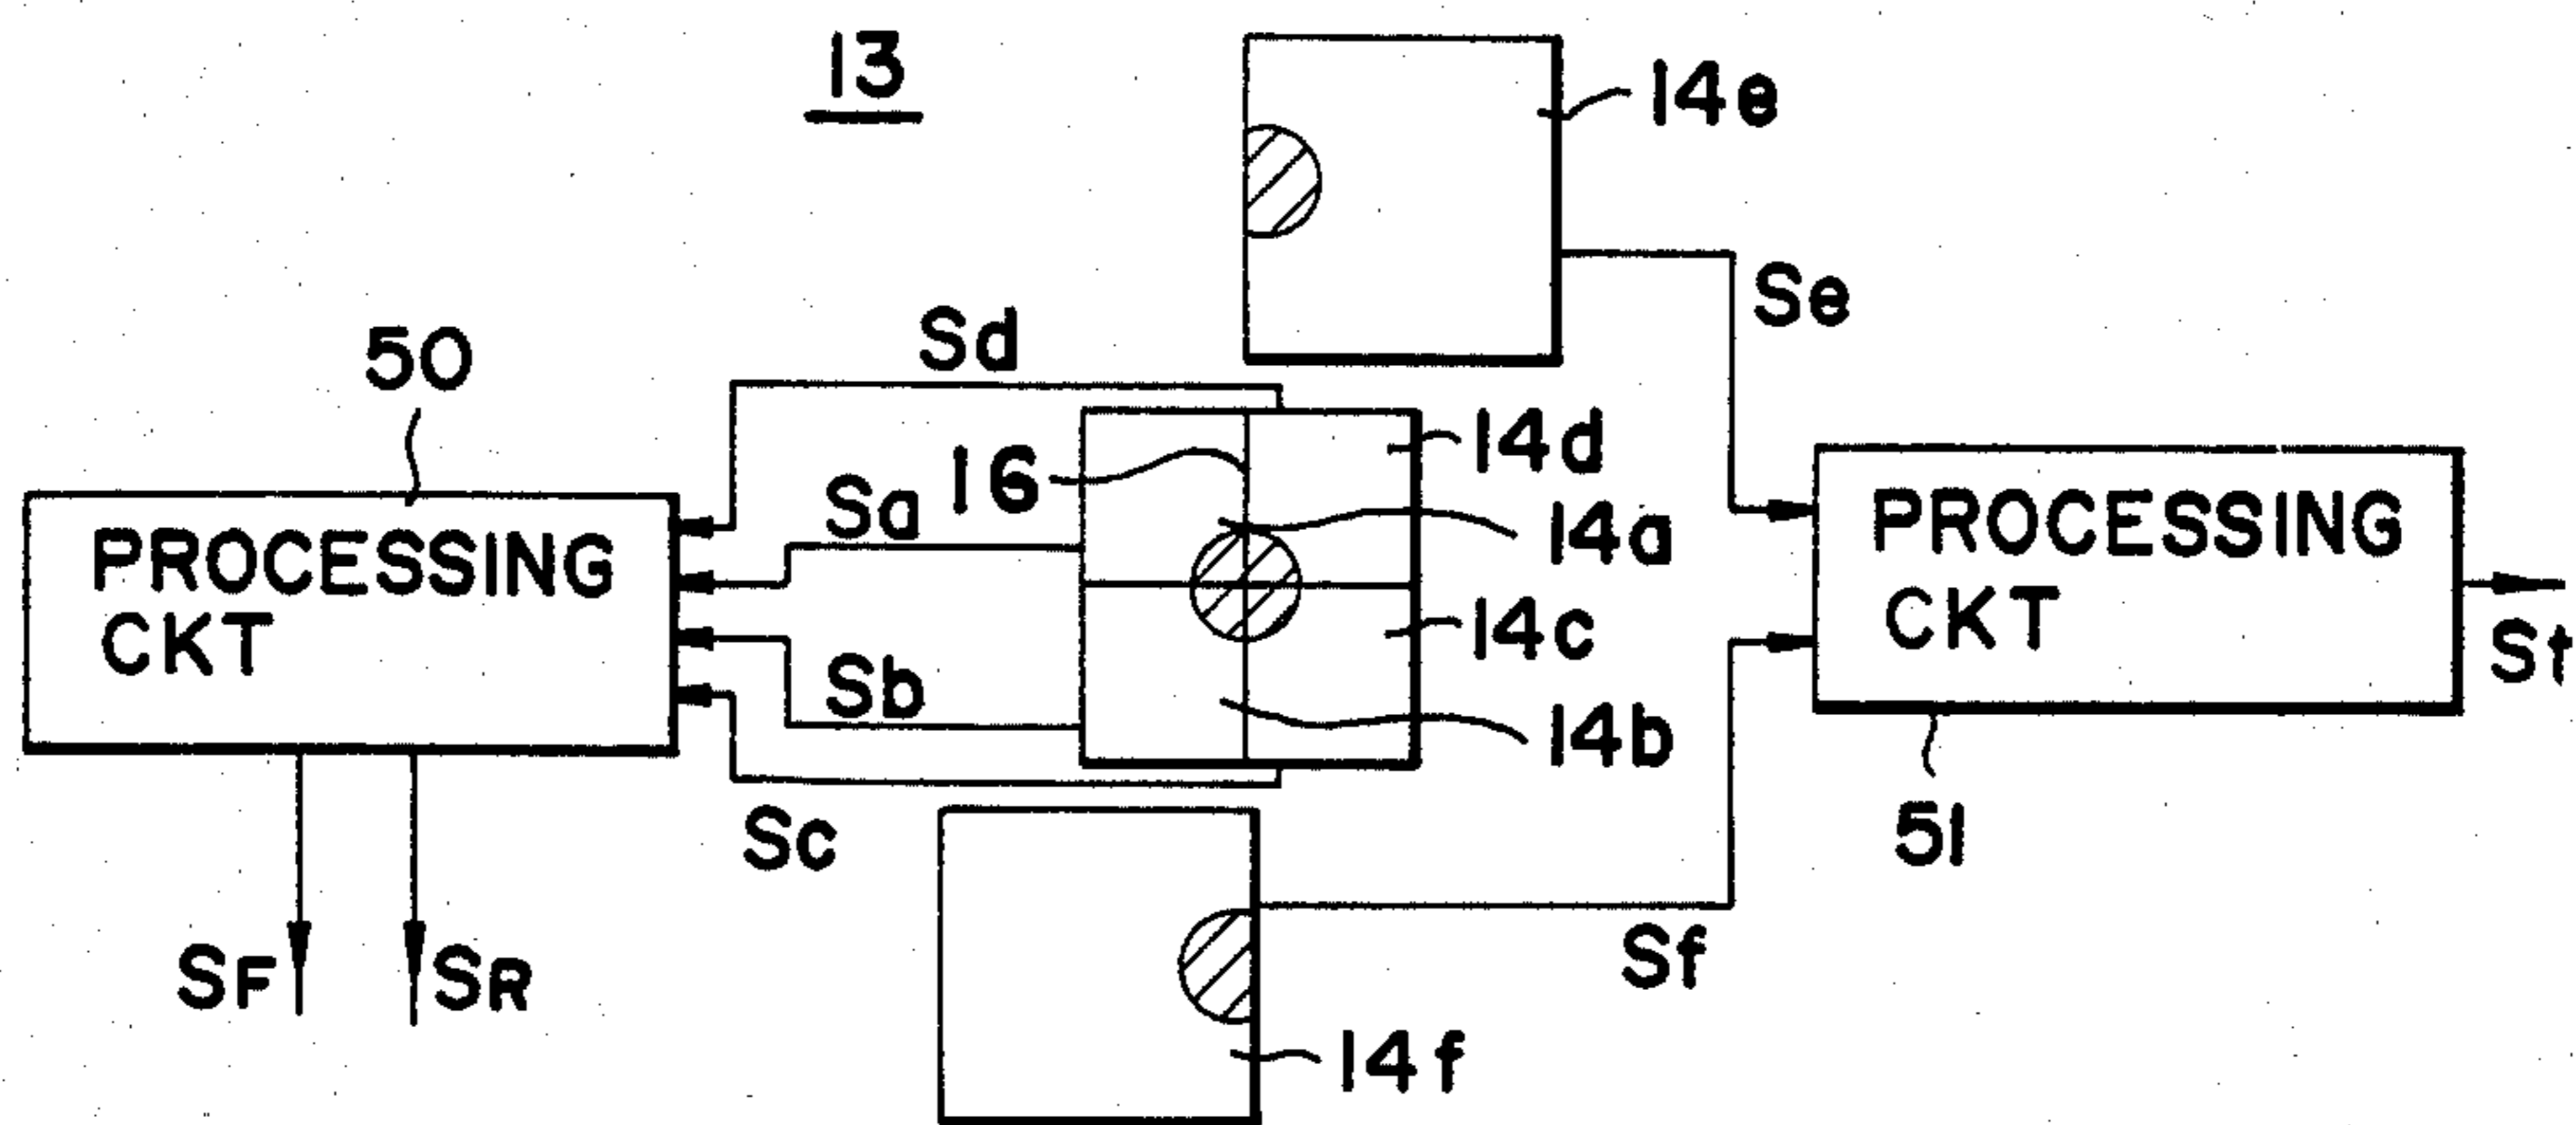 13
14e
Se
Sd
50
14d
16
Sa
14a
PROCESSING
CKT
PROCESSING
CKT
14c
St
Sb
14b
51
Sc
SF
SR
Sf
14f